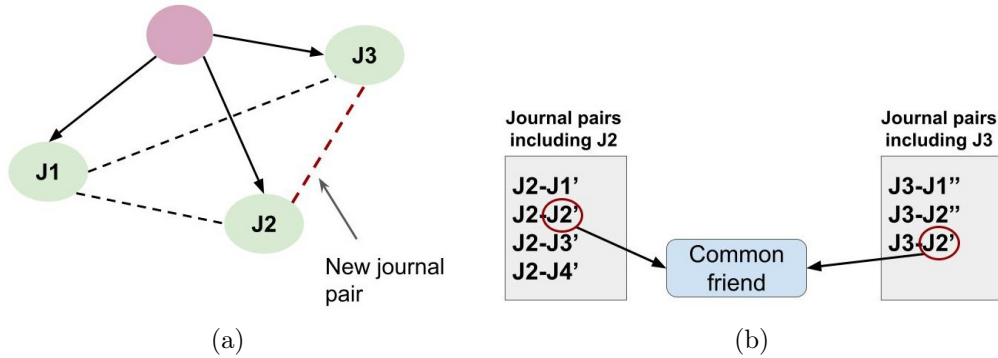 J3
J1
J2
New journal
pair
(a)
Journal pairs
including J2
J2-J1’
J2-J2’
J2-J3’
J2-J4’
Common
friend
Journal pairs
including J3
J3-J1’’
J3-J2’’
J3-J2’
(b)